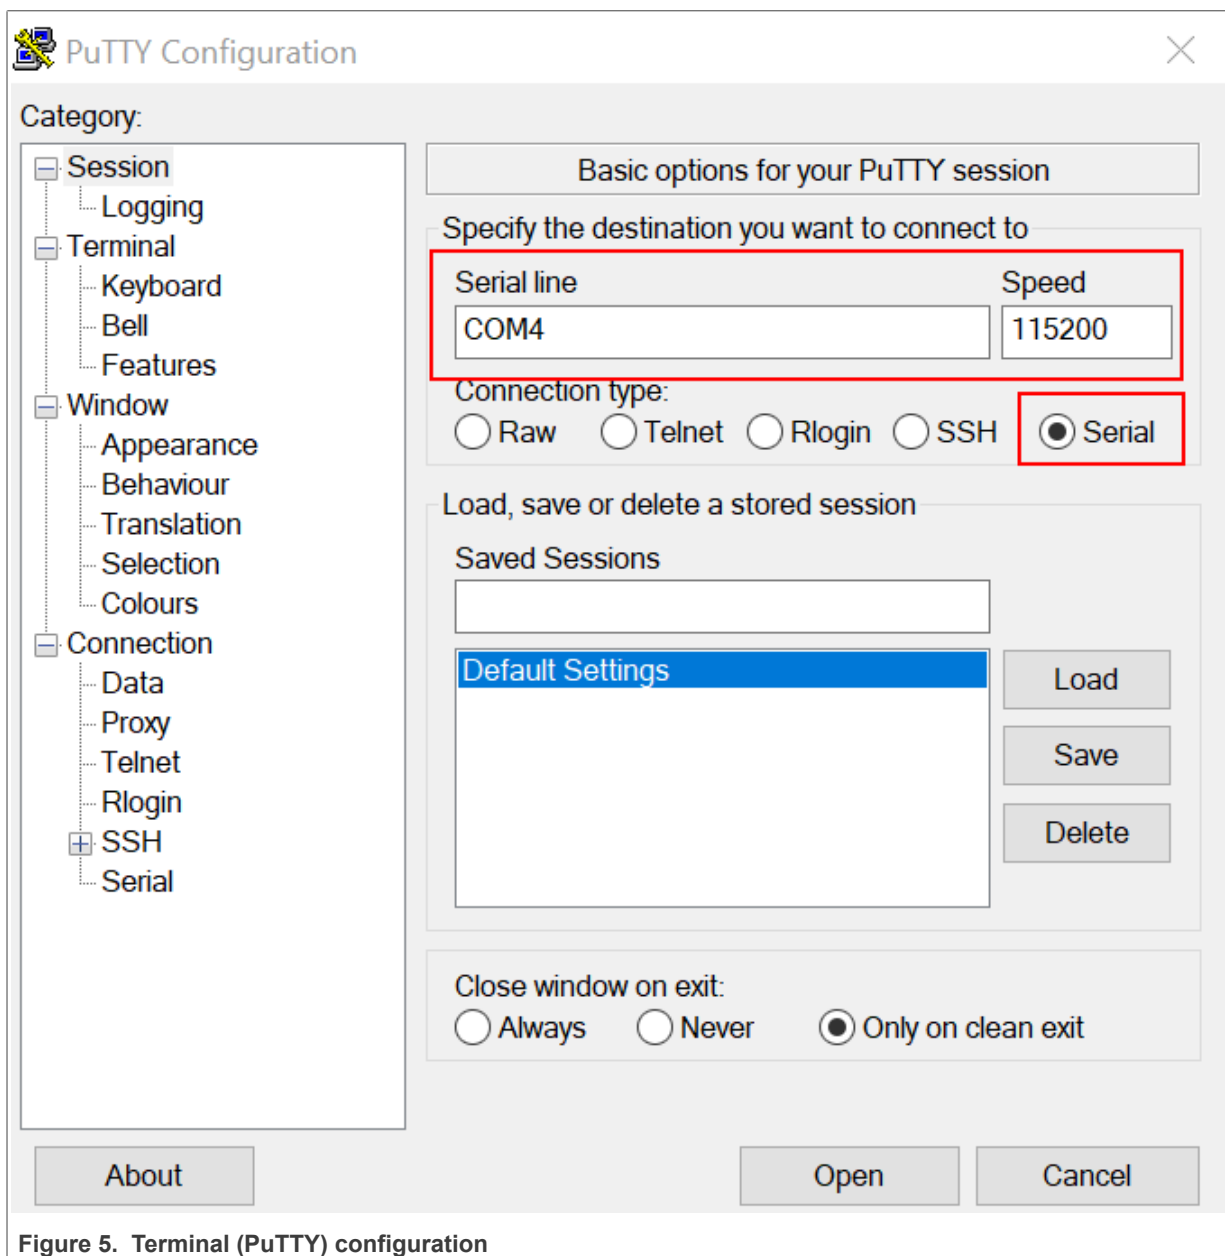 PuTTY Configuration
Category:
Session
Logging
Terminal
Keyboard
Bell
Features
Window
Appearance
Behaviour
Translation
Selection
Colours
Connection
Data
Proxy
Telnet
Rlogin
SSH
Serial
Basic options for your PuTTY session
Specify the destination you want to connect to
Serial line Speed
COM4 115200
Connection type:
Raw Telnet Rlogin SSH Serial
Load, save or delete a stored session
Saved Sessions
Default Settings
Load
Save
Delete
Close window on exit:
Always Never Only on clean exit
About Open Cancel
Figure 5. Terminal (PuTTY) configuration